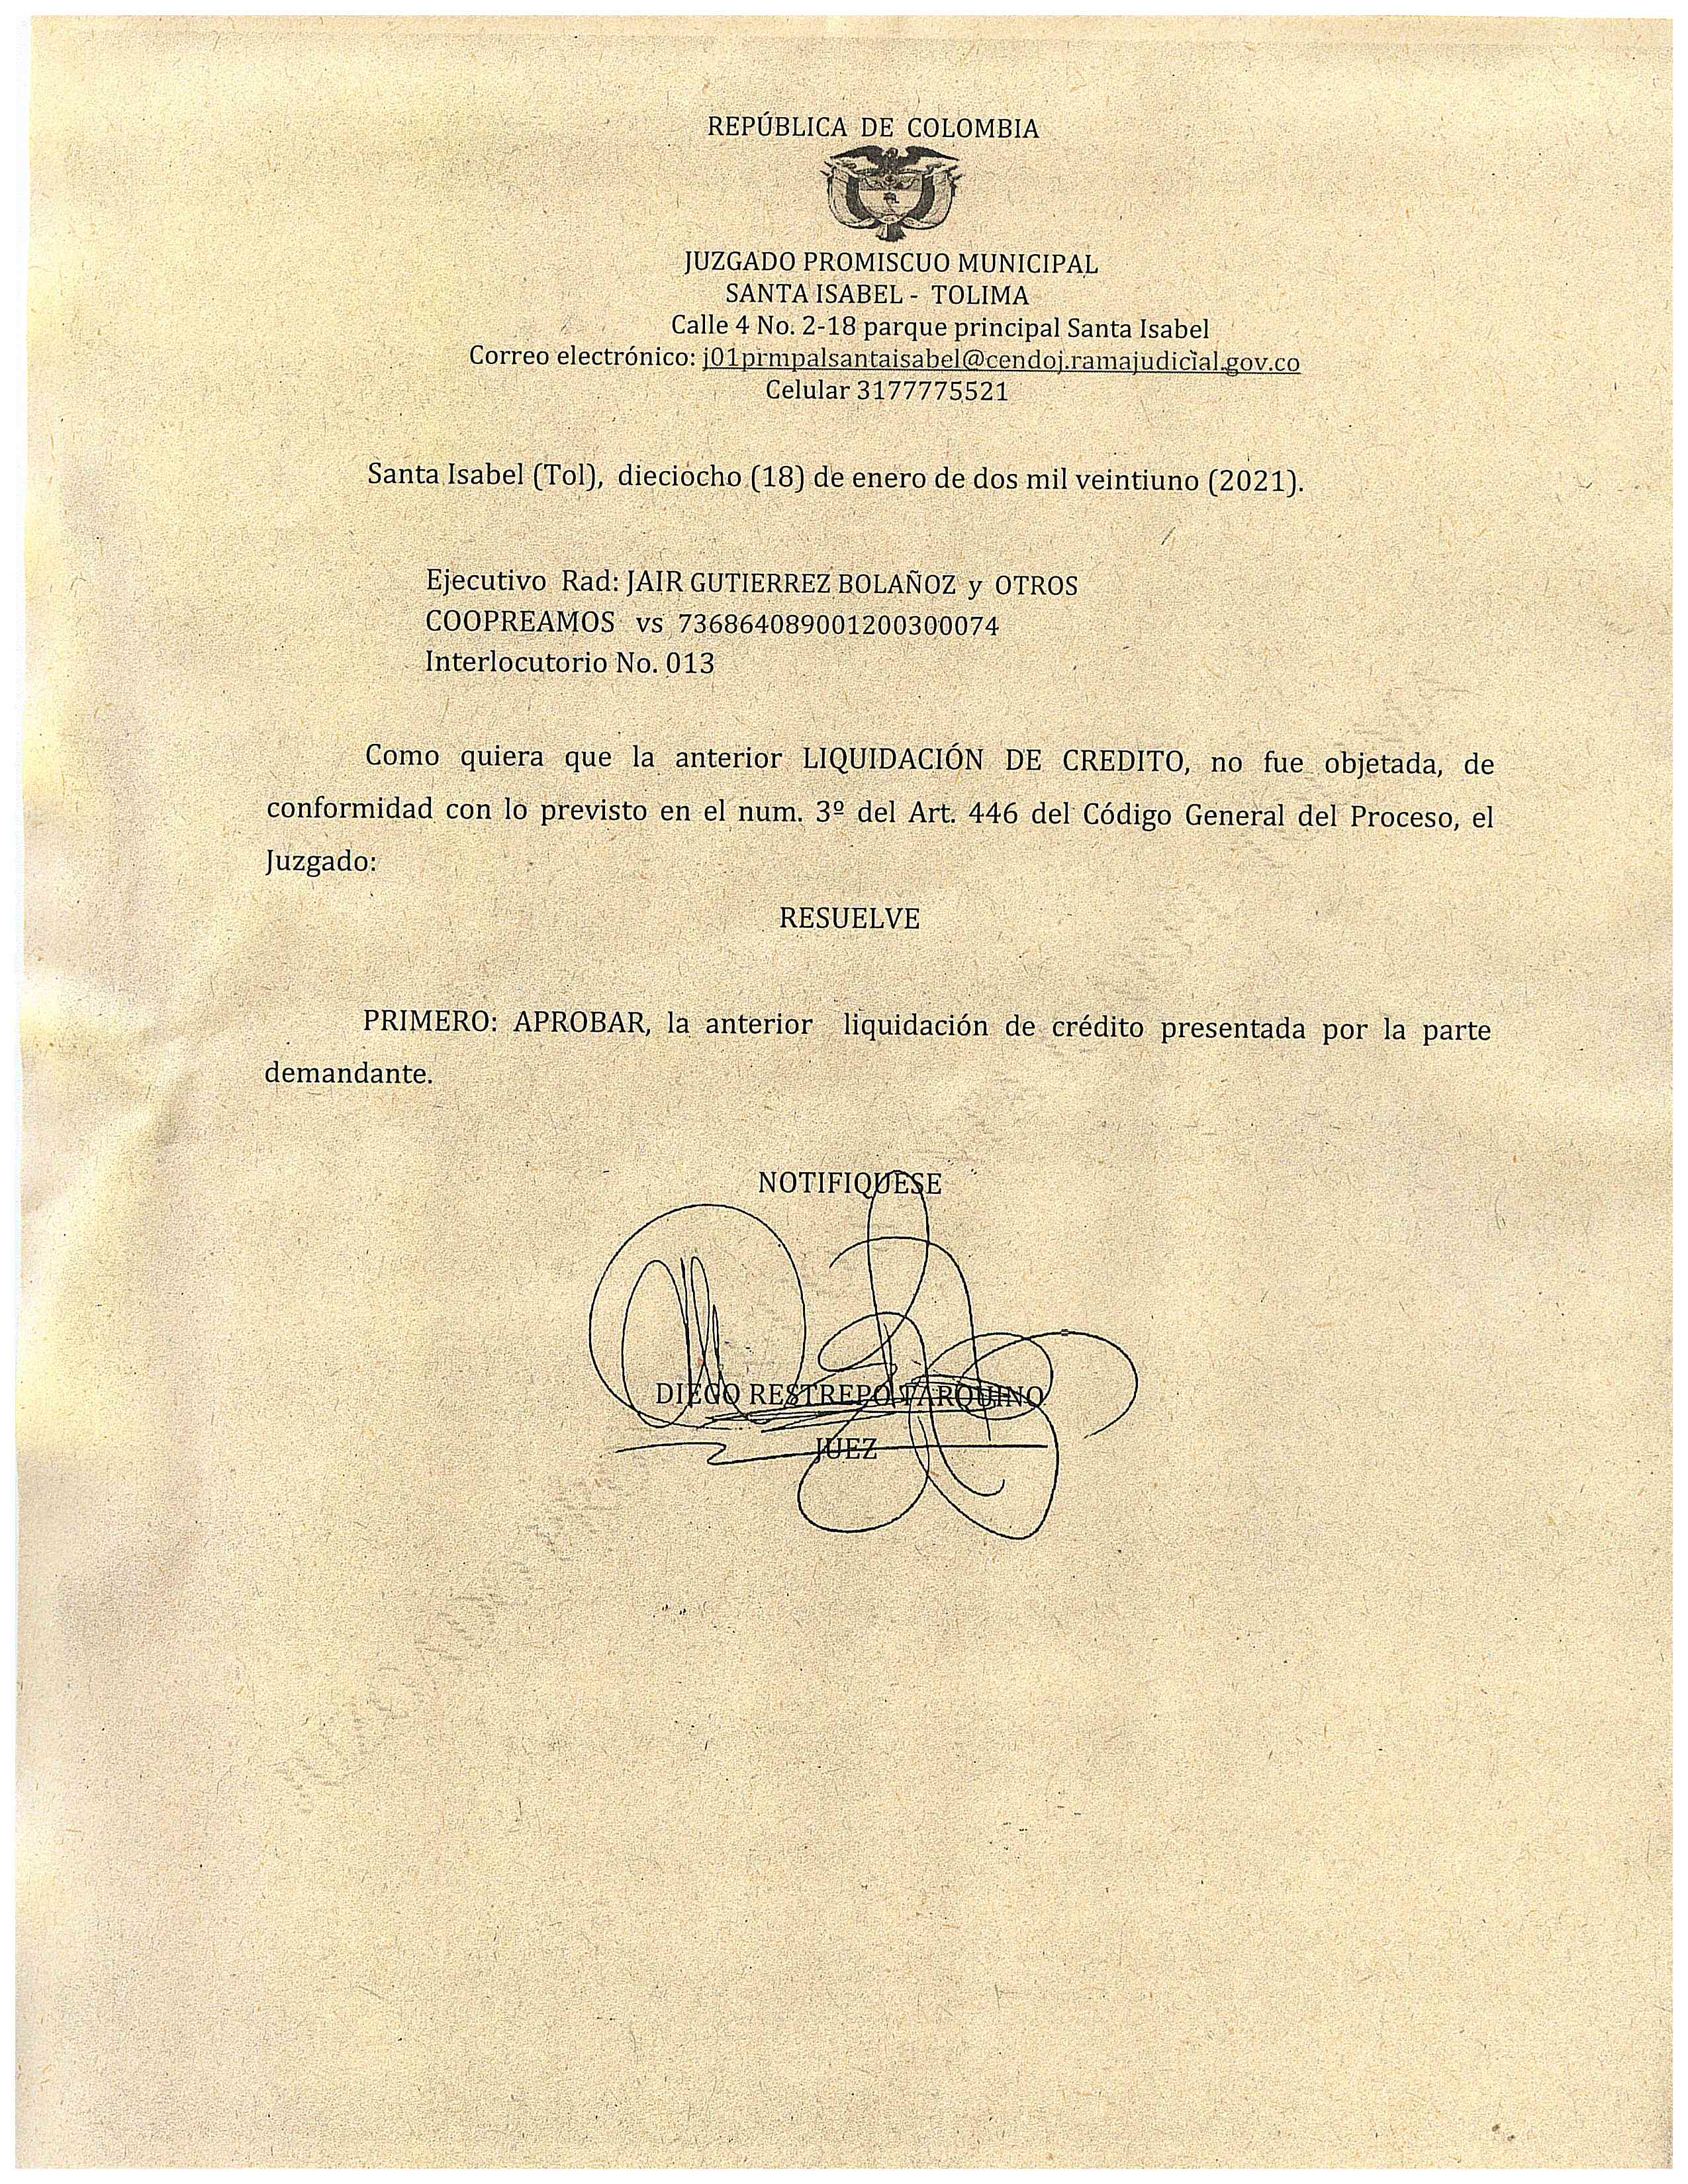 REPÚBLICA DE COLOMBIA
JUZGADO PROMISCUO MUNICIPAL
SANTA ISABEL - TOLIMA
Calle 4 No. 2-18 parque principal Santa Isabel
Correo electrónico: j01prmpalsantaisabel@cendoj.ramajudicial.gov.co
Celular 3177775521
Santa Isabel (Tol), dieciocho (18) de enero de dos mil veintiuno (2021).
Ejecutivo Rad: JAIR GUTIERREZ BOLAÑOZ y OTROS
COOPREAMOS vs 736864089001200300074
Interlocutorio No. 013
Como quiera que la anterior LIQUIDACIÓN DE CREDITO, no fue objetada, de
conformidad con lo previsto en el num. 3º del Art. 446 del Código General del Proceso, el
Juzgado:
RESUELVE
PRIMERO: APROBAR, la anterior liquidación de crédito presentada por la parte
demandante.
NOTIFIQUESE
DIEGO RESTREPO TARQUINO
JUEZ